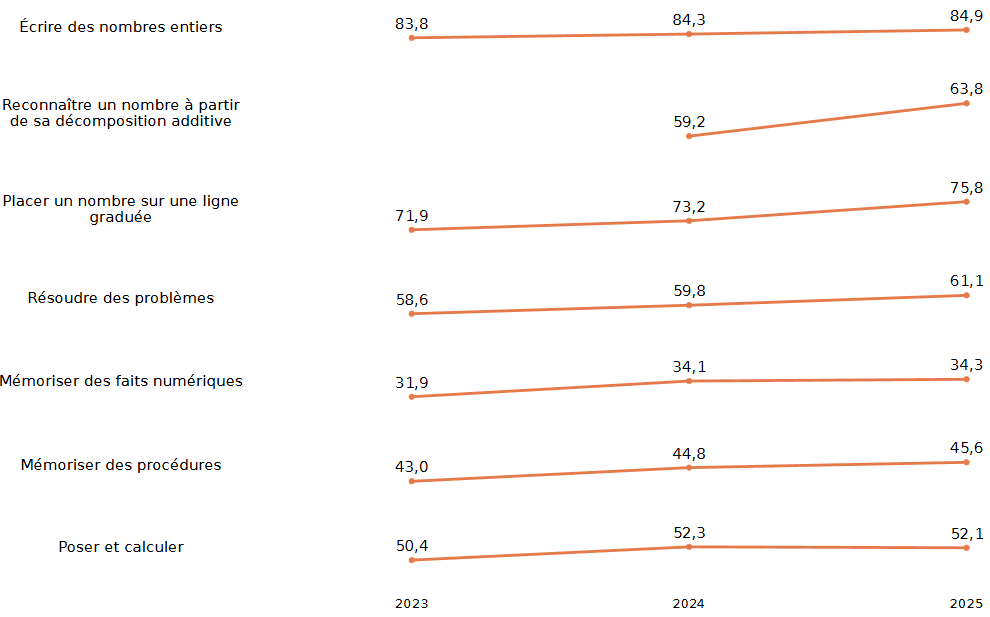 Écrire des nombres entiers
83,8
84,3
84,9
Reconnaître un nombre à partir
de sa décomposition additive
59,2
63,8
Placer un nombre sur une ligne
graduée
71,9
73,2
75,8
Résoudre des problèmes
58,6
59,8
61,1
Mémoriser des faits numériques
31,9
34,1
34,3
Mémoriser des procédures
43,0
44,8
45,6
Poser et calculer
50,4
52,3
52,1
2023
2024
2025